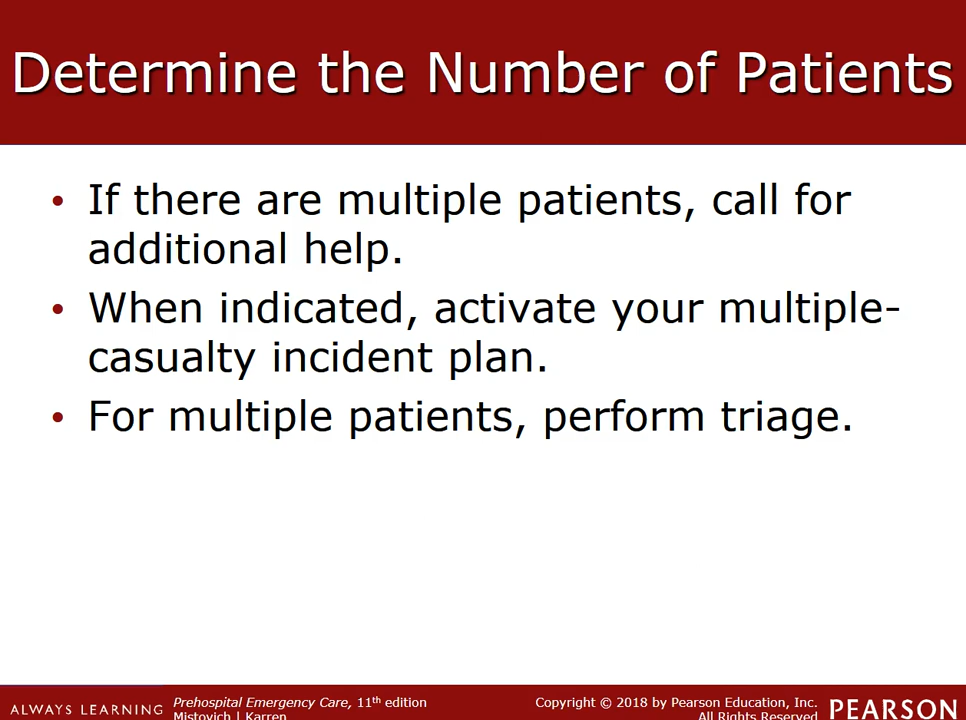 Determine the Number of Patients
• If there are multiple patients, call for
additional help.
• When indicated, activate your multiple-
casualty incident plan.
• For multiple patients, perform triage.
ALWAYS LEARNING
Prehospital Emergency Care, 11th edition
Mistovich | Karren
Copyright © 2018 by Pearson Education, Inc.
All Rights Reserved
PEARSON